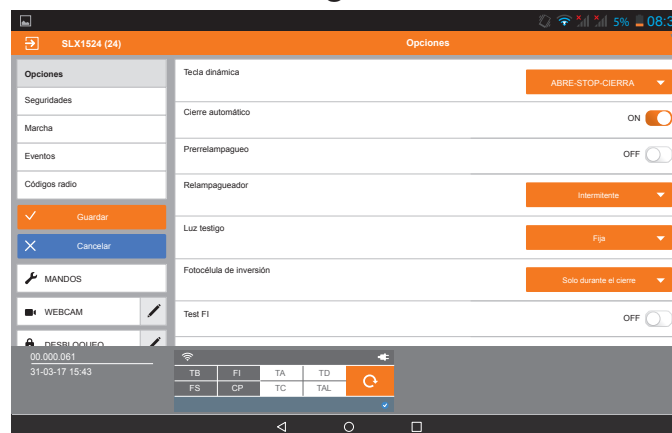 5% 08:3
SLX1524 (24)
Opciones
Opciones
Seguridades
Marcha
Eventos
Códigos radio
Guardar
Cancelar
MANDOS
WEBCAM
DESBLOQUEO
Tecla dinámica
ABRE-STOP-CIERRA
Cierre automático
ON
Prerrelampagueo
OFF
Relampagueador
Intermitente
Luz testigo
Fija
Fotocélula de inversión
Solo durante el cierre
Test FI
OFF
00.000.061
31-03-17 15:43
TB FI TA TD
FS CP TC TAL